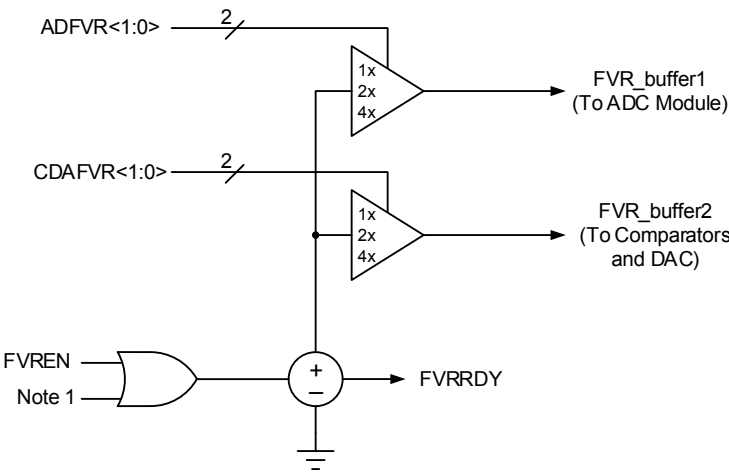 ADFVR<1:0>
2
1x
2x
4x
FVR_buffer1
(To ADC Module)
CDAFVR<1:0>
2
1x
2x
4x
FVR_buffer2
(To Comparators
and DAC)
FVREN
Note 1
+
–
FVRRDY